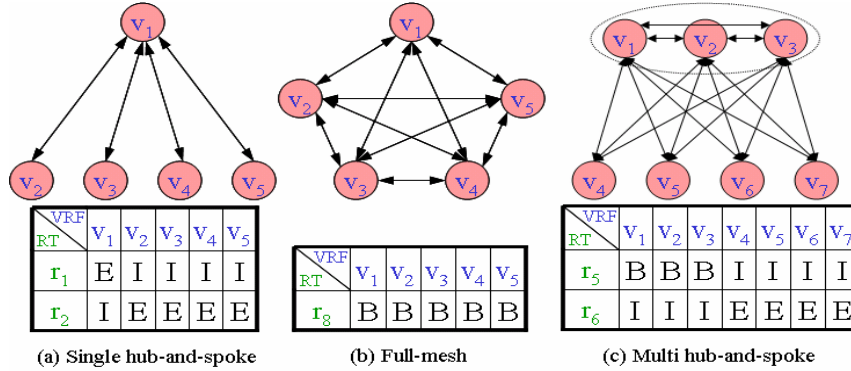 v1
v2 v3 v4 v5
VRF RT v1 v2 v3 v4 v5
r1 E I I I I
r2 I E E E E
(a) Single hub-and-spoke
v1
v2 v5
v3 v4
VRF RT v1 v2 v3 v4 v5
r8 B B B B B
(b) Full-mesh
v1 v2 v3
v4 v5 v6 v7
VRF RT v1 v2 v3 v4 v5 v6 v7
r5 B B B I I I I
r6 I I I E E E E
(c) Multi hub-and-spoke